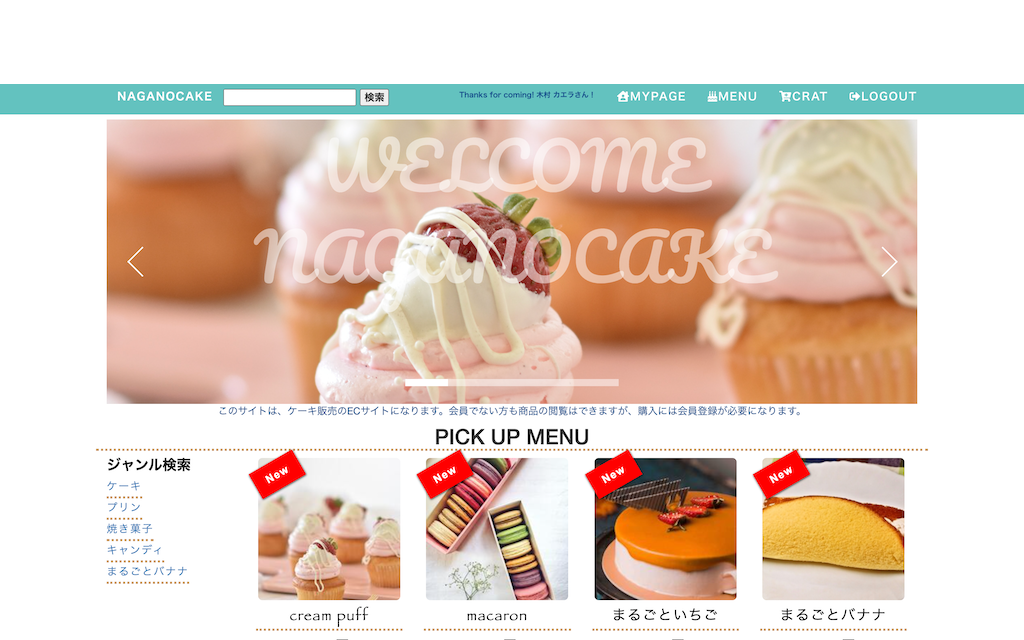 NAGANOCAKE 検索 Thanks for coming! 木村 カエラさん！ MYPAGE MENU CRAT LOGOUT
WELCOME
NAGANOCAKE
このサイトは、ケーキ販売のECサイトになります。会員でない方も商品の閲覧はできますが、購入には会員登録が必要になります。
PICK UP MENU
ジャンル検索
ケーキ
プリン
焼き菓子
キャンディ
まるごとバナナ
New New New New
cream puff macaron まるごといちご まるごとバナナ